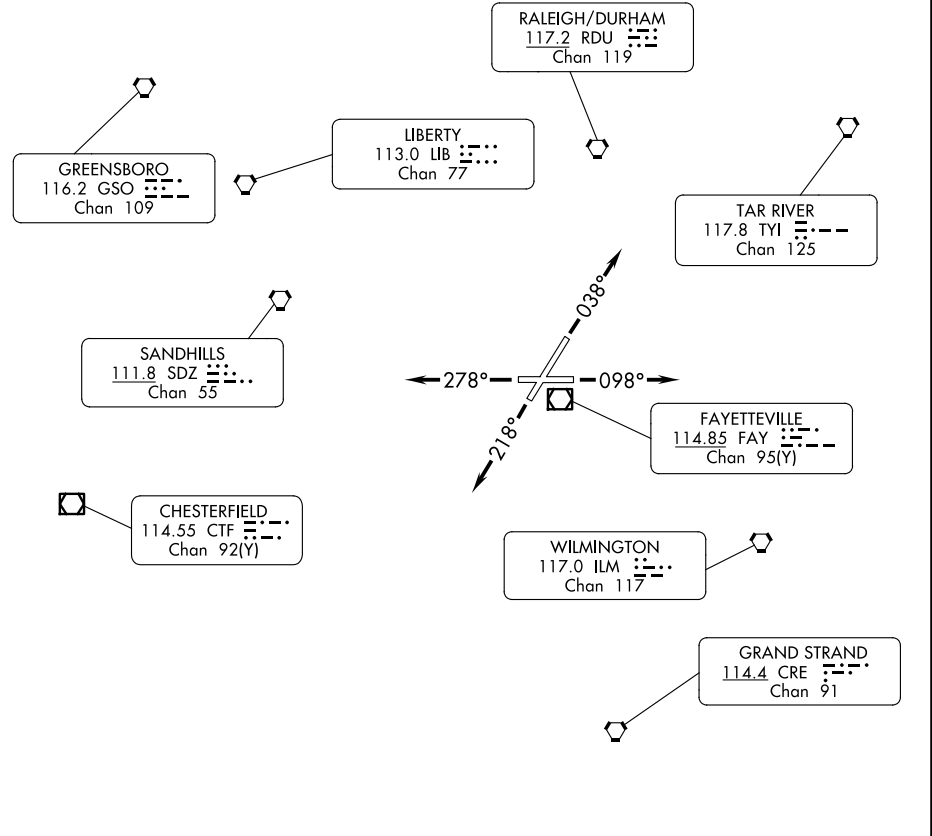 RALEIGH/DURHAM
117.2 RDU
Chan 119
LIBERTY
113.0 LIB
Chan 77
GREENSBORO
116.2 GSO
Chan 109
TAR RIVER
117.8 TYI
Chan 125
038°
SANDHILLS
111.8 SDZ
Chan 55
278°
098°
218°
FAYETTEVILLE
114.85 FAY
Chan 95(Y)
CHESTERFIELD
114.55 CTF
Chan 92(Y)
WILMINGTON
117.0 ILM
Chan 117
GRAND STRAND
114.4 CRE
Chan 91